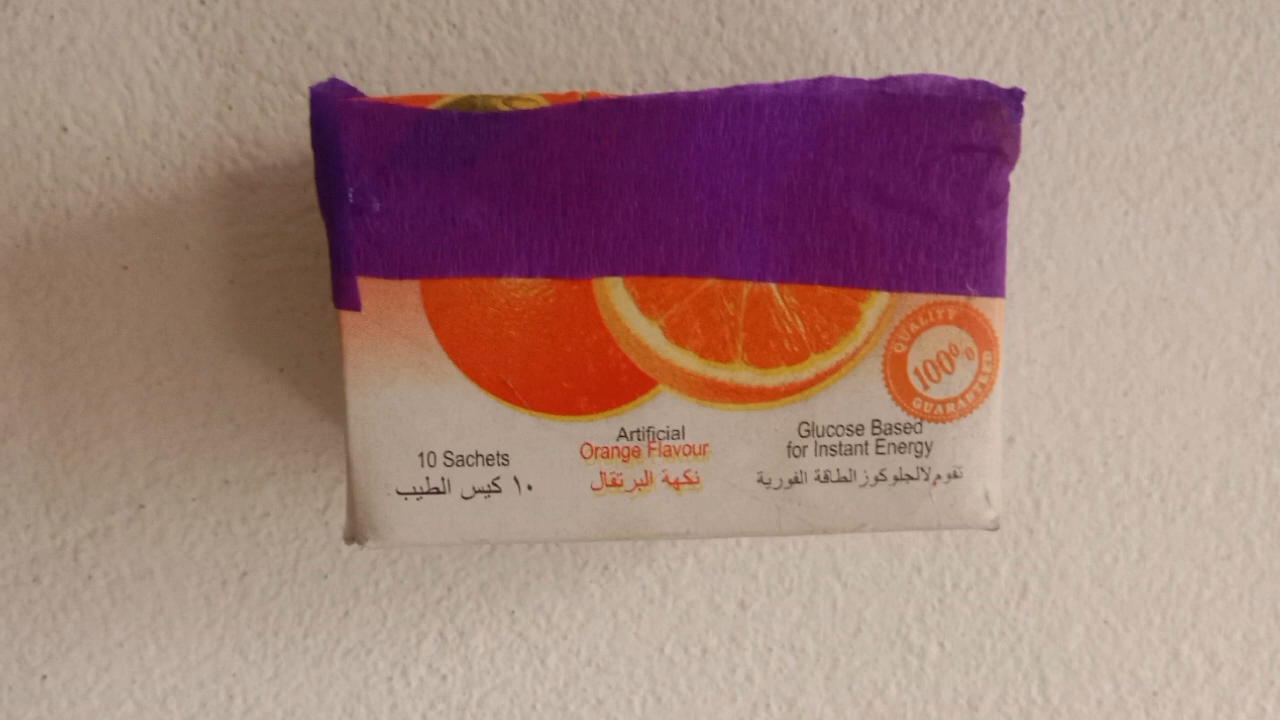 QUALITY
100%
GUARANTEED
10 Sachets
١٠ كيس الطيب
Artificial
Orange Flavour
نكهة البرتقال
Glucose Based
for Instant Energy
تقوم لالجلوكوز الطاقة الفورية